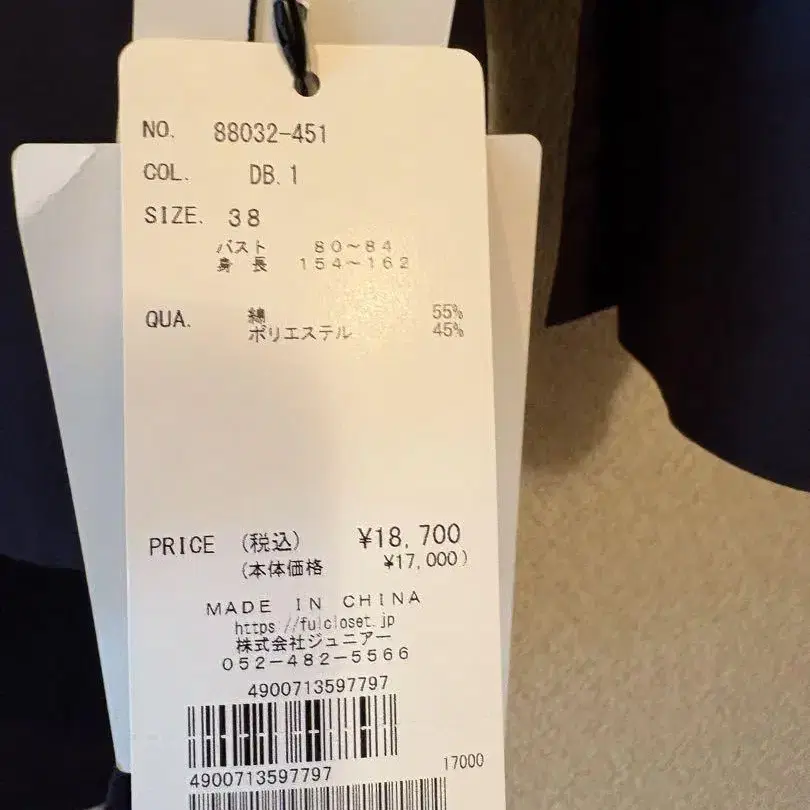 NO. 88032-451
COL. DB.1
SIZE. 38
バスト 80~84
身長 154~162
QUA. 綿 55%
ポリエステル 45%
PRICE (税込) ¥18,700
(本体価格 ¥17,000)
MADE IN CHINA
https://fulcloset.jp
株式会社ジュニアー
052-482-5566
4900713597797
4900713597797 17000